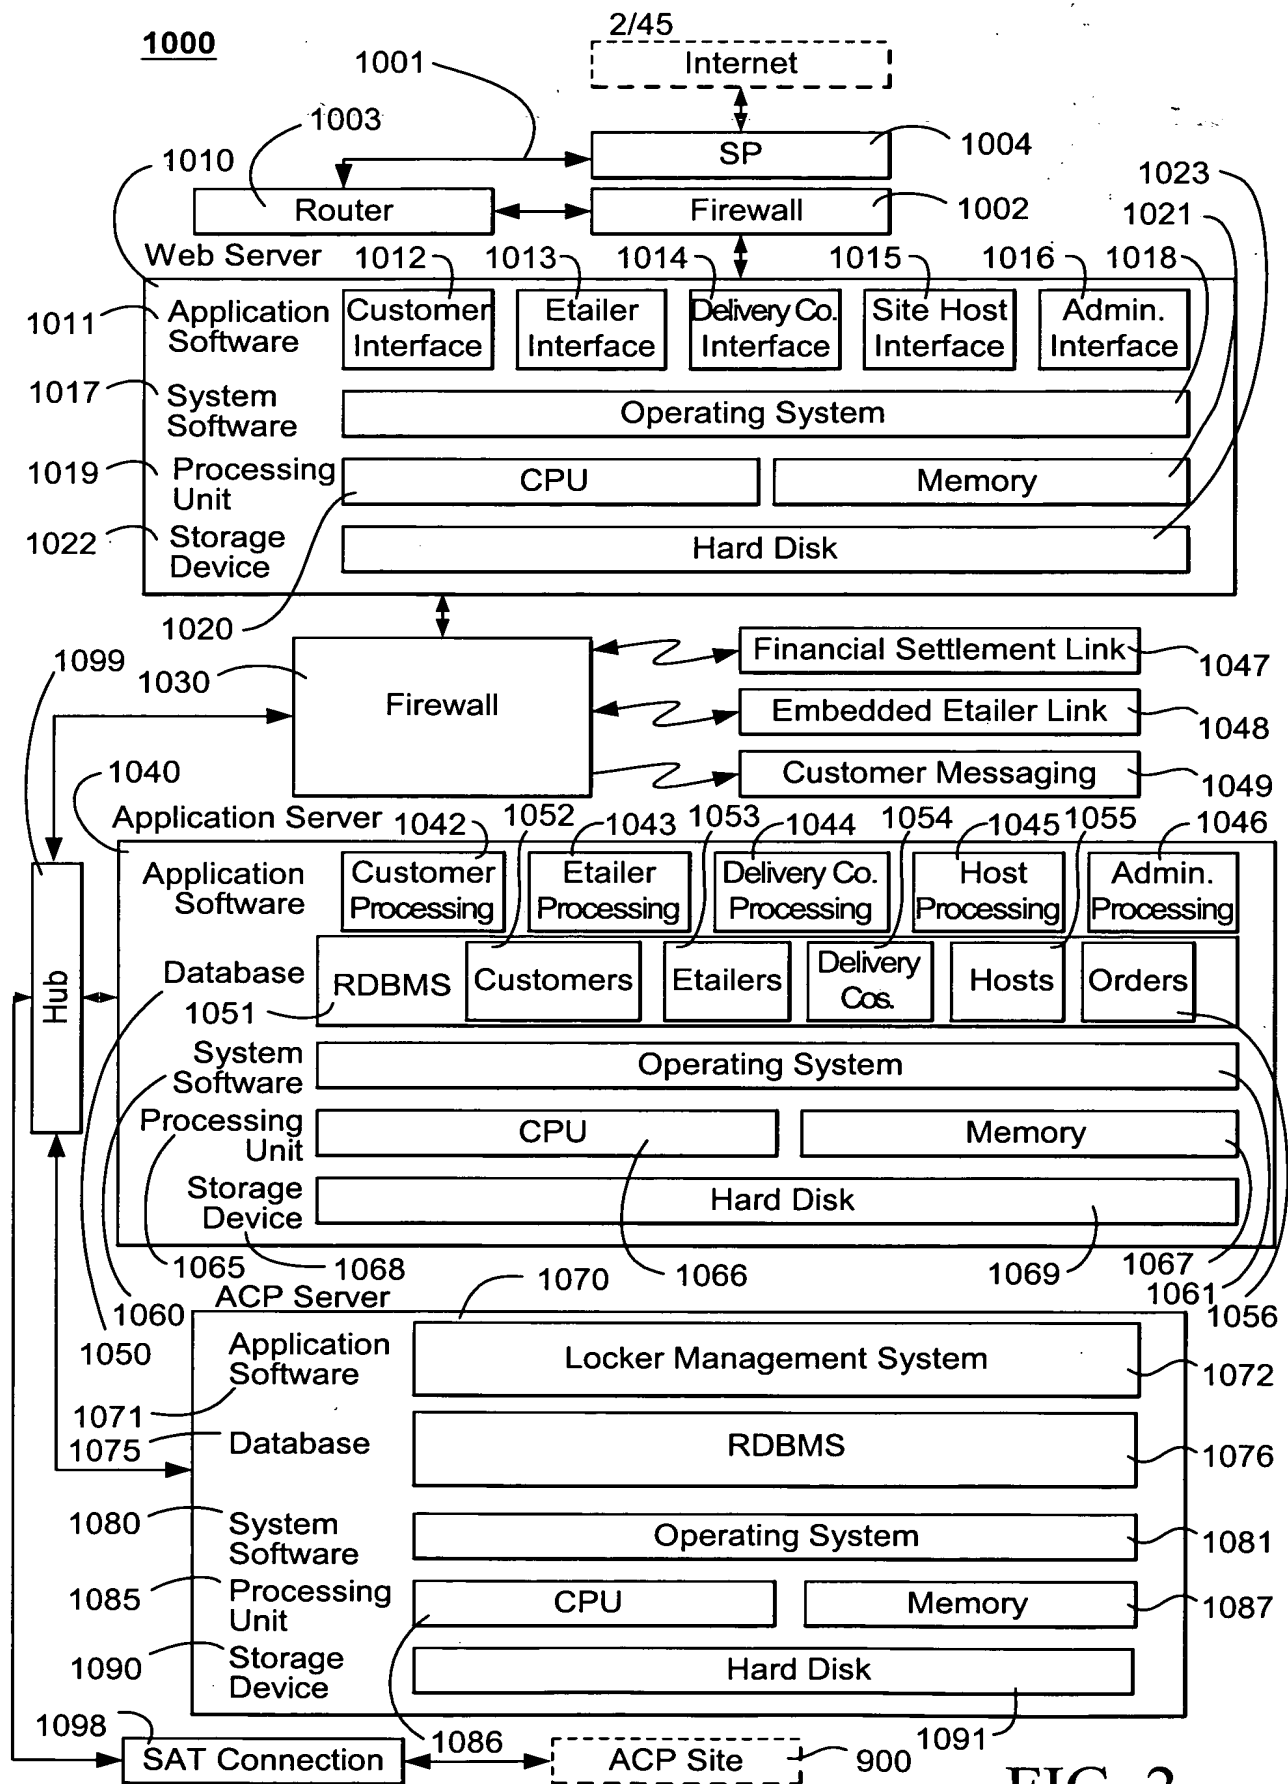 2/45
1000
Internet
1001
1003
SP
1004
1010
1023
Router
Firewall
1002
1021
Web Server
1012
1013
1014
1015
1016
1018
1011
Application
Software
Customer
Interface
Etailer
Interface
Delivery Co.
Interface
Site Host
Interface
Admin.
Interface
1017
System
Software
Operating System
1019
Processing
Unit
CPU
Memory
1022
Storage
Device
Hard Disk
1020
1099
1030
Firewall
Financial Settlement Link
1047
Embedded Etailer Link
1048
Customer Messaging
1049
1040
Application Server
1042
1052
1043
1053
1044
1054
1045
1055
1046
Application
Software
Customer
Processing
Etailer
Processing
Delivery Co.
Processing
Host
Processing
Admin.
Processing
Hub
Database
RDBMS
1051
Customers
Etailers
Delivery
Cos.
Hosts
Orders
System
Software
Operating System
Processing
Unit
CPU
Memory
Storage
Device
Hard Disk
1065
1068
1066
1069
1067
1060
1061
1050
1056
ACP Server
1070
Application
Software
Locker Management System
1072
1071
1075
Database
RDBMS
1076
1080
System
Software
Operating System
1081
1085
Processing
Unit
CPU
Memory
1087
1090
Storage
Device
Hard Disk
1098
1086
1091
SAT Connection
ACP Site
900